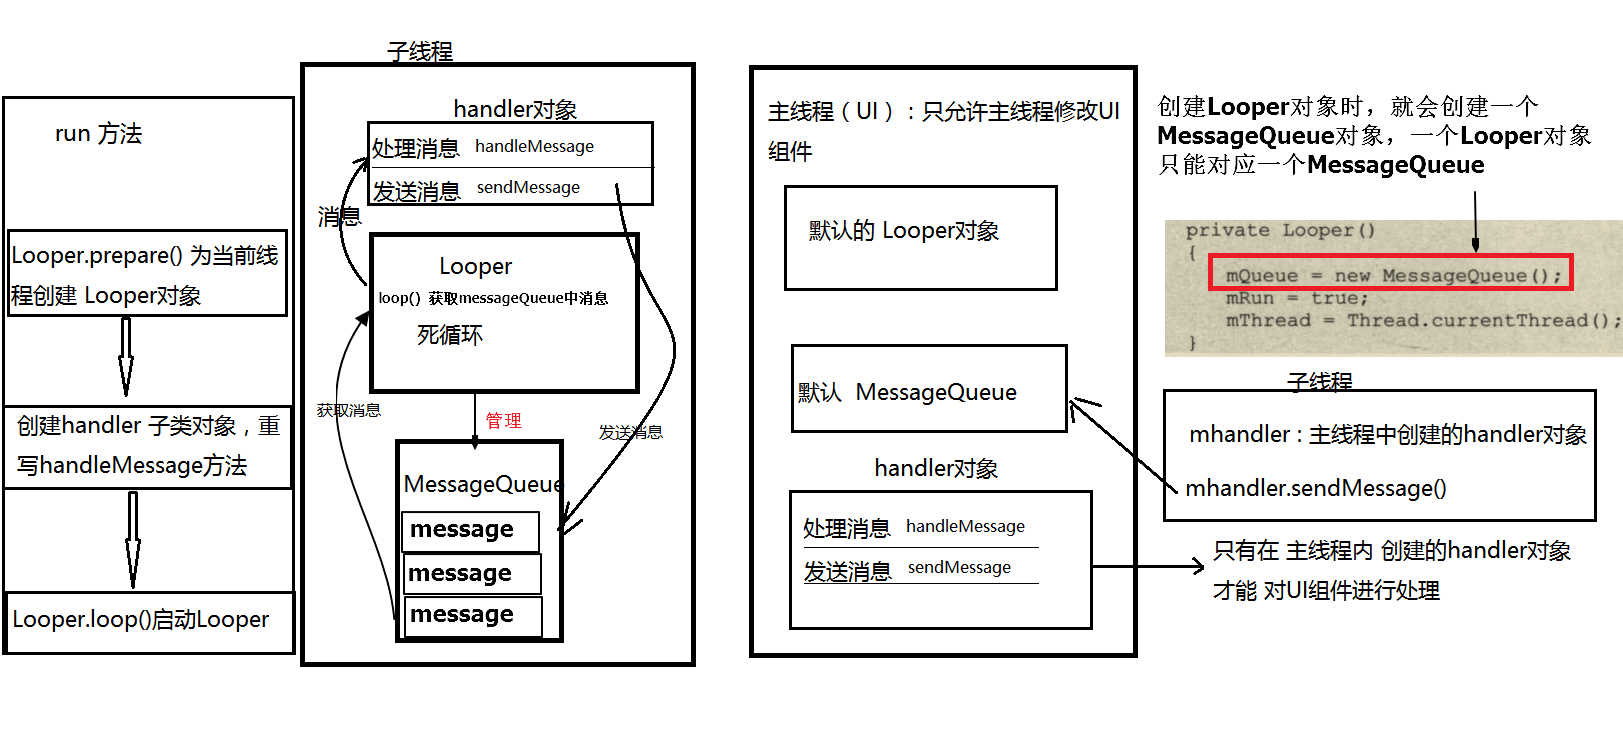 run 方法
Looper.prepare() 为当前线
程创建 Looper对象
创建handler 子类对象，重
写handleMessage方法
Looper.loop()启动Looper
子线程
handler对象
处理消息 handleMessage
发送消息 sendMessage
消息
Looper
loop() 获取messageQueue中消息
死循环
获取消息
管理
发送消息
MessageQueue
message
message
message
主线程（UI）：只允许主线程修改UI
组件
默认的 Looper对象
默认 MessageQueue
handler对象
处理消息 handleMessage
发送消息 sendMessage
创建Looper对象时，就会创建一个
MessageQueue对象，一个Looper对象
只能对应一个MessageQueue
private Looper()
{
mQueue = new MessageQueue();
mRun = true;
mThread = Thread.currentThread();
}
子线程
mhandler : 主线程中创建的handler对象
mhandler.sendMessage()
只有在 主线程内 创建的handler对象
才能 对UI组件进行处理